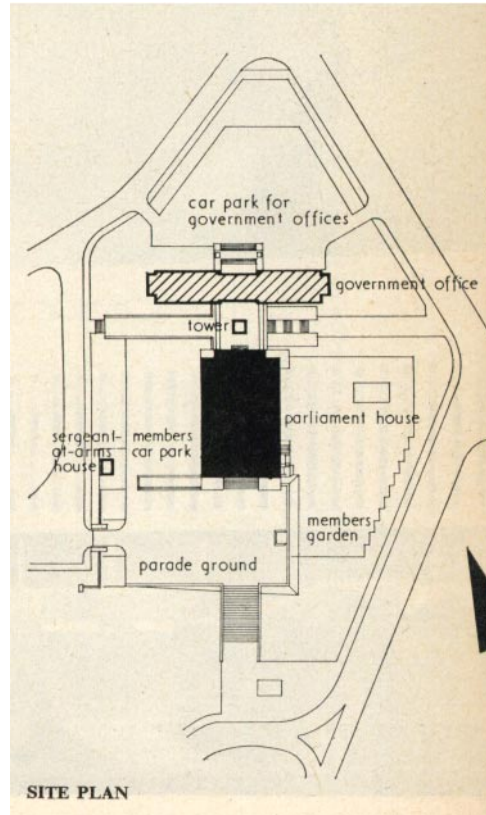 car park for
government offices
government office
tower
parliament house
sergeant-
at-arms
house
members
car park
members
garden
parade ground
SITE PLAN